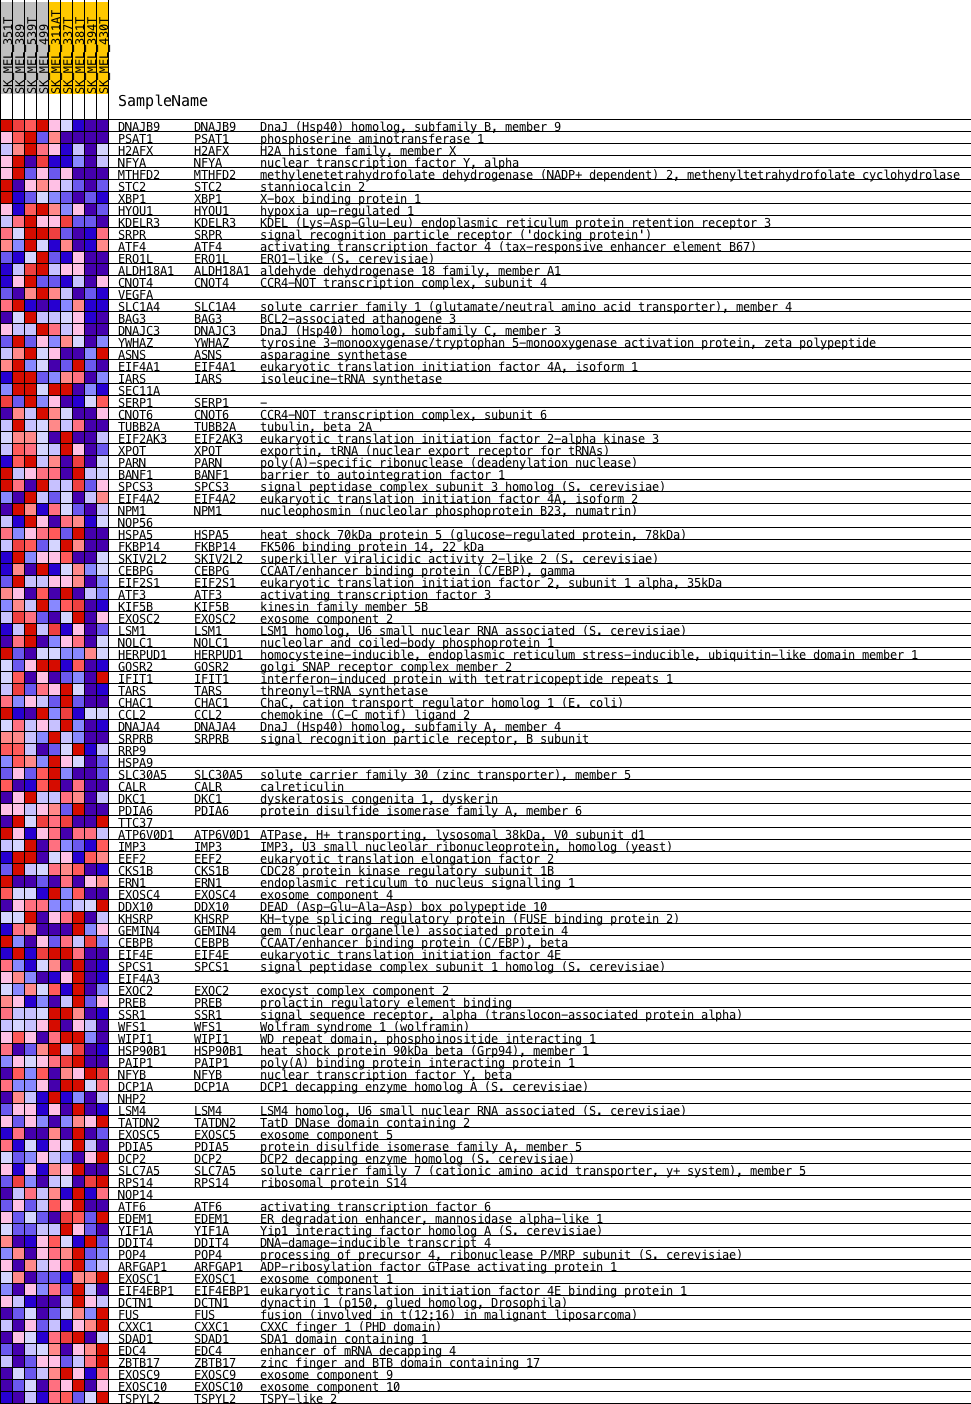 SK_MEL_351T
SK_MEL_389
SK_MEL_539T
SK_MEL_499
SK_MEL_311AT
SK_MEL_337T
SK_MEL_381T
SK_MEL_394T
SK_MEL_430T
SampleName
DNAJB9 DNAJB9 DnaJ (Hsp40) homolog, subfamily B, member 9
PSAT1 PSAT1 phosphoserine aminotransferase 1
H2AFX H2AFX H2A histone family, member X
NFYA NFYA nuclear transcription factor Y, alpha
MTHFD2 MTHFD2 methylenetetrahydrofolate dehydrogenase (NADP+ dependent) 2, methenyltetrahydrofolate cyclohydrolase
STC2 STC2 stanniocalcin 2
XBP1 XBP1 X-box binding protein 1
HYOU1 HYOU1 hypoxia up-regulated 1
KDELR3 KDELR3 KDEL (Lys-Asp-Glu-Leu) endoplasmic reticulum protein retention receptor 3
SRPR SRPR signal recognition particle receptor ('docking protein')
ATF4 ATF4 activating transcription factor 4 (tax-responsive enhancer element B67)
ERO1L ERO1L ERO1-like (S. cerevisiae)
ALDH18A1 ALDH18A1 aldehyde dehydrogenase 18 family, member A1
CNOT4 CNOT4 CCR4-NOT transcription complex, subunit 4
VEGFA
SLC1A4 SLC1A4 solute carrier family 1 (glutamate/neutral amino acid transporter), member 4
BAG3 BAG3 BCL2-associated athanogene 3
DNAJC3 DNAJC3 DnaJ (Hsp40) homolog, subfamily C, member 3
YWHAZ YWHAZ tyrosine 3-monooxygenase/tryptophan 5-monooxygenase activation protein, zeta polypeptide
ASNS ASNS asparagine synthetase
EIF4A1 EIF4A1 eukaryotic translation initiation factor 4A, isoform 1
IARS IARS isoleucine-tRNA synthetase
SEC11A
SERP1 SERP1 –
CNOT6 CNOT6 CCR4-NOT transcription complex, subunit 6
TUBB2A TUBB2A tubulin, beta 2A
EIF2AK3 EIF2AK3 eukaryotic translation initiation factor 2-alpha kinase 3
XPOT XPOT exportin, tRNA (nuclear export receptor for tRNAs)
PARN PARN poly(A)-specific ribonuclease (deadenylation nuclease)
BANF1 BANF1 barrier to autointegration factor 1
SPCS3 SPCS3 signal peptidase complex subunit 3 homolog (S. cerevisiae)
EIF4A2 EIF4A2 eukaryotic translation initiation factor 4A, isoform 2
NPM1 NPM1 nucleophosmin (nucleolar phosphoprotein B23, numatrin)
NOP56
HSPA5 HSPA5 heat shock 70kDa protein 5 (glucose-regulated protein, 78kDa)
FKBP14 FKBP14 FK506 binding protein 14, 22 kDa
SKIV2L2 SKIV2L2 superkiller viralicidic activity 2-like 2 (S. cerevisiae)
CEBPG CEBPG CCAAT/enhancer binding protein (C/EBP), gamma
EIF2S1 EIF2S1 eukaryotic translation initiation factor 2, subunit 1 alpha, 35kDa
ATF3 ATF3 activating transcription factor 3
KIF5B KIF5B kinesin family member 5B
EXOSC2 EXOSC2 exosome component 2
LSM1 LSM1 LSM1 homolog, U6 small nuclear RNA associated (S. cerevisiae)
NOLC1 NOLC1 nucleolar and coiled-body phosphoprotein 1
HERPUD1 HERPUD1 homocysteine-inducible, endoplasmic reticulum stress-inducible, ubiquitin-like domain member 1
GOSR2 GOSR2 golgi SNAP receptor complex member 2
IFIT1 IFIT1 interferon-induced protein with tetratricopeptide repeats 1
TARS TARS threonyl-tRNA synthetase
CHAC1 CHAC1 ChaC, cation transport regulator homolog 1 (E. coli)
CCL2 CCL2 chemokine (C-C motif) ligand 2
DNAJA4 DNAJA4 DnaJ (Hsp40) homolog, subfamily A, member 4
SRPRB SRPRB signal recognition particle receptor, B subunit
RRP9
HSPA9
SLC30A5 SLC30A5 solute carrier family 30 (zinc transporter), member 5
CALR CALR calreticulin
DKC1 DKC1 dyskeratosis congenita 1, dyskerin
PDIA6 PDIA6 protein disulfide isomerase family A, member 6
TTC37
ATP6V0D1 ATP6V0D1 ATPase, H+ transporting, lysosomal 38kDa, V0 subunit d1
IMP3 IMP3 IMP3, U3 small nucleolar ribonucleoprotein, homolog (yeast)
EEF2 EEF2 eukaryotic translation elongation factor 2
CKS1B CKS1B CDC28 protein kinase regulatory subunit 1B
ERN1 ERN1 endoplasmic reticulum to nucleus signalling 1
EXOSC4 EXOSC4 exosome component 4
DDX10 DDX10 DEAD (Asp-Glu-Ala-Asp) box polypeptide 10
KHSRP KHSRP KH-type splicing regulatory protein (FUSE binding protein 2)
GEMIN4 GEMIN4 gem (nuclear organelle) associated protein 4
CEBPB CEBPB CCAAT/enhancer binding protein (C/EBP), beta
EIF4E EIF4E eukaryotic translation initiation factor 4E
SPCS1 SPCS1 signal peptidase complex subunit 1 homolog (S. cerevisiae)
EIF4A3
EXOC2 EXOC2 exocyst complex component 2
PREB PREB prolactin regulatory element binding
SSR1 SSR1 signal sequence receptor, alpha (translocon-associated protein alpha)
WFS1 WFS1 Wolfram syndrome 1 (wolframin)
WIPI1 WIPI1 WD repeat domain, phosphoinositide interacting 1
HSP90B1 HSP90B1 heat shock protein 90kDa beta (Grp94), member 1
PAIP1 PAIP1 poly(A) binding protein interacting protein 1
NFYB NFYB nuclear transcription factor Y, beta
DCP1A DCP1A DCP1 decapping enzyme homolog A (S. cerevisiae)
NHP2
LSM4 LSM4 LSM4 homolog, U6 small nuclear RNA associated (S. cerevisiae)
TATDN2 TATDN2 TatD DNase domain containing 2
EXOSC5 EXOSC5 exosome component 5
PDIA5 PDIA5 protein disulfide isomerase family A, member 5
DCP2 DCP2 DCP2 decapping enzyme homolog (S. cerevisiae)
SLC7A5 SLC7A5 solute carrier family 7 (cationic amino acid transporter, y+ system), member 5
RPS14 RPS14 ribosomal protein S14
NOP14
ATF6 ATF6 activating transcription factor 6
EDEM1 EDEM1 ER degradation enhancer, mannosidase alpha-like 1
YIF1A YIF1A Yip1 interacting factor homolog A (S. cerevisiae)
DDIT4 DDIT4 DNA-damage-inducible transcript 4
POP4 POP4 processing of precursor 4, ribonuclease P/MRP subunit (S. cerevisiae)
ARFGAP1 ARFGAP1 ADP-ribosylation factor GTPase activating protein 1
EXOSC1 EXOSC1 exosome component 1
EIF4EBP1 EIF4EBP1 eukaryotic translation initiation factor 4E binding protein 1
DCTN1 DCTN1 dynactin 1 (p150, glued homolog, Drosophila)
FUS FUS fusion (involved in t(12;16) in malignant liposarcoma)
CXXC1 CXXC1 CXXC finger 1 (PHD domain)
SDAD1 SDAD1 SDA1 domain containing 1
EDC4 EDC4 enhancer of mRNA decapping 4
ZBTB17 ZBTB17 zinc finger and BTB domain containing 17
EXOSC9 EXOSC9 exosome component 9
EXOSC10 EXOSC10 exosome component 10
TSPYL2 TSPYL2 TSPY-like 2